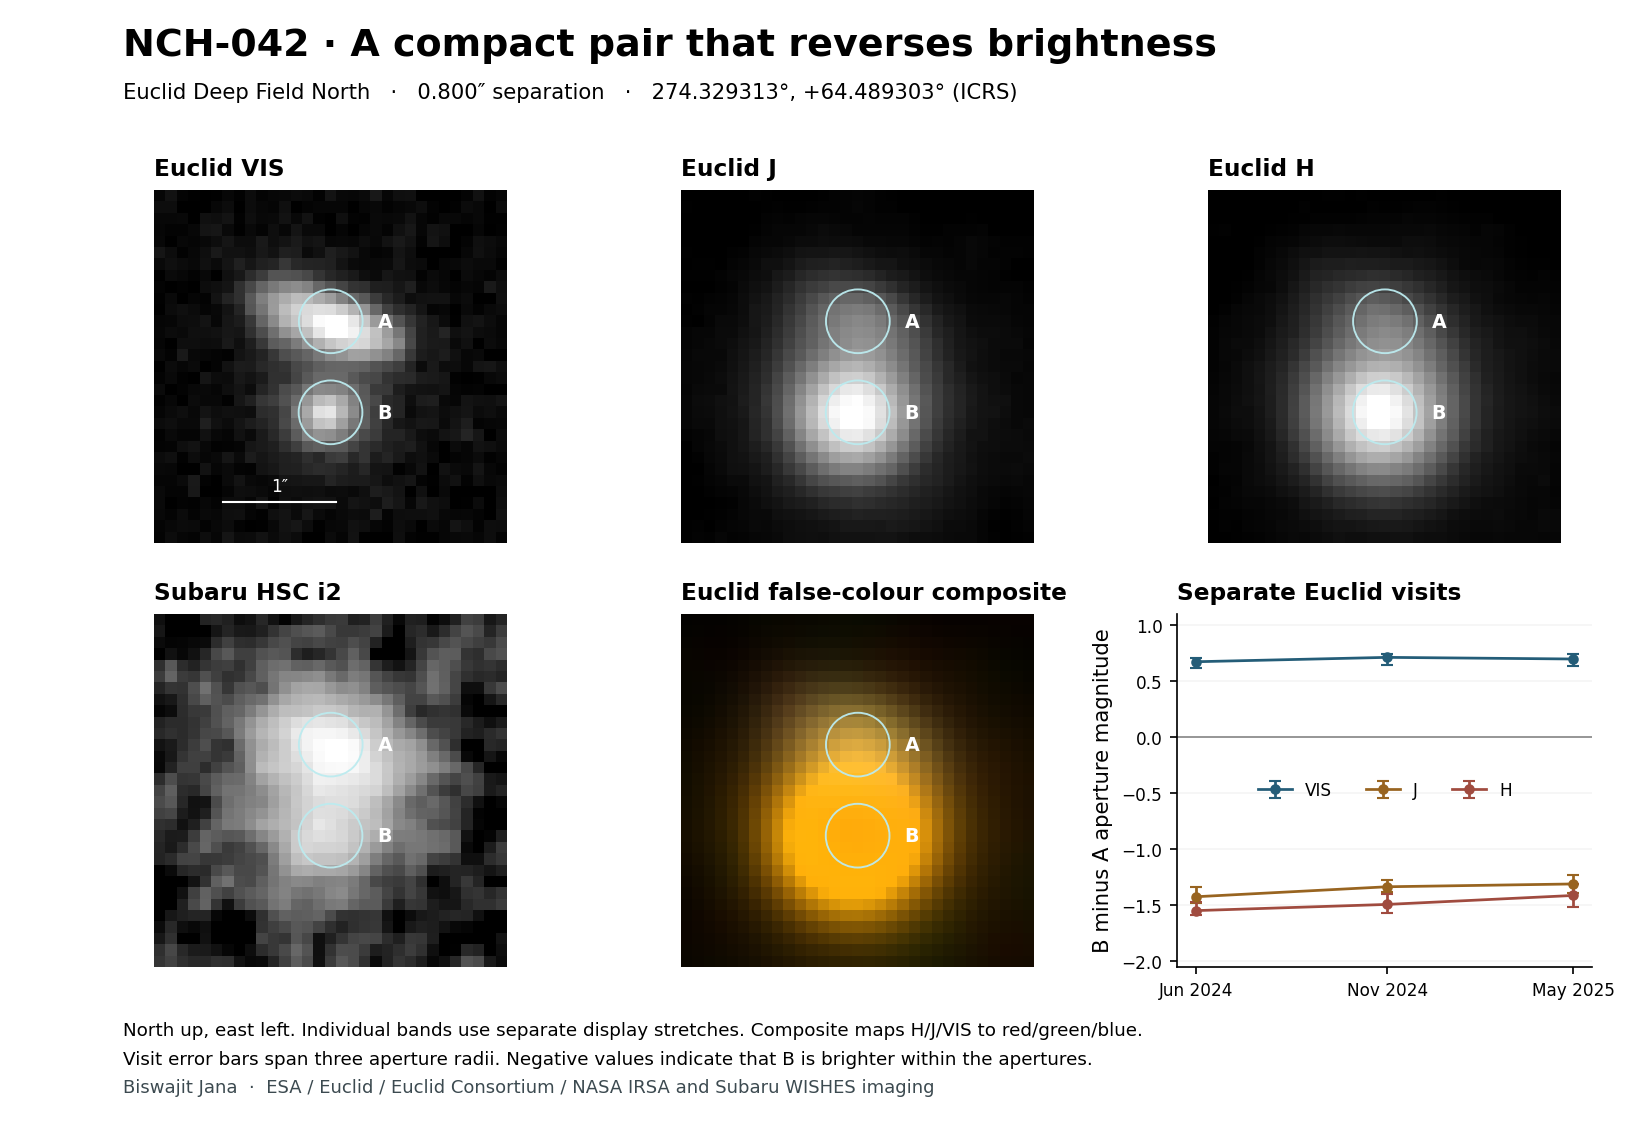 NCH-042 · A compact pair that reverses brightness
Euclid Deep Field North · 0.800″ separation · 274.329313°, +64.489303° (ICRS)
Euclid VIS
A
B
1″
Euclid J
A
B
Euclid H
A
B
Subaru HSC i2
A
B
Euclid false-colour composite
A
B
Separate Euclid visits
B minus A aperture magnitude
1.0
0.5
0.0
−0.5
−1.0
−1.5
−2.0
VIS J H
Jun 2024 Nov 2024 May 2025
North up, east left. Individual bands use separate display stretches. Composite maps H/J/VIS to red/green/blue.
Visit error bars span three aperture radii. Negative values indicate that B is brighter within the apertures.
Biswajit Jana · ESA / Euclid / Euclid Consortium / NASA IRSA and Subaru WISHES imaging